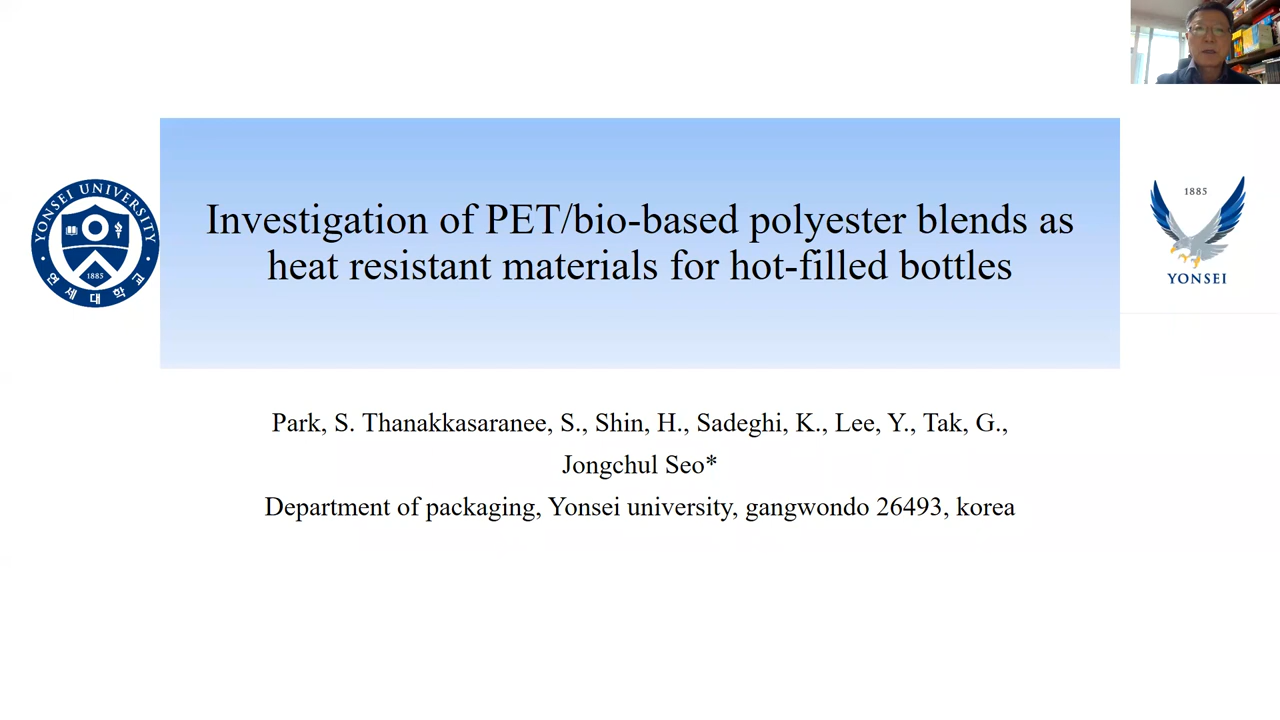 YONSEI UNIVERSITY
1885
연세대학교
Investigation of PET/bio-based polyester blends as
heat resistant materials for hot-filled bottles
1885
YONSEI
Park, S. Thanakkasaranee, S., Shin, H., Sadeghi, K., Lee, Y., Tak, G.,
Jongchul Seo*
Department of packaging, Yonsei university, gangwondo 26493, korea